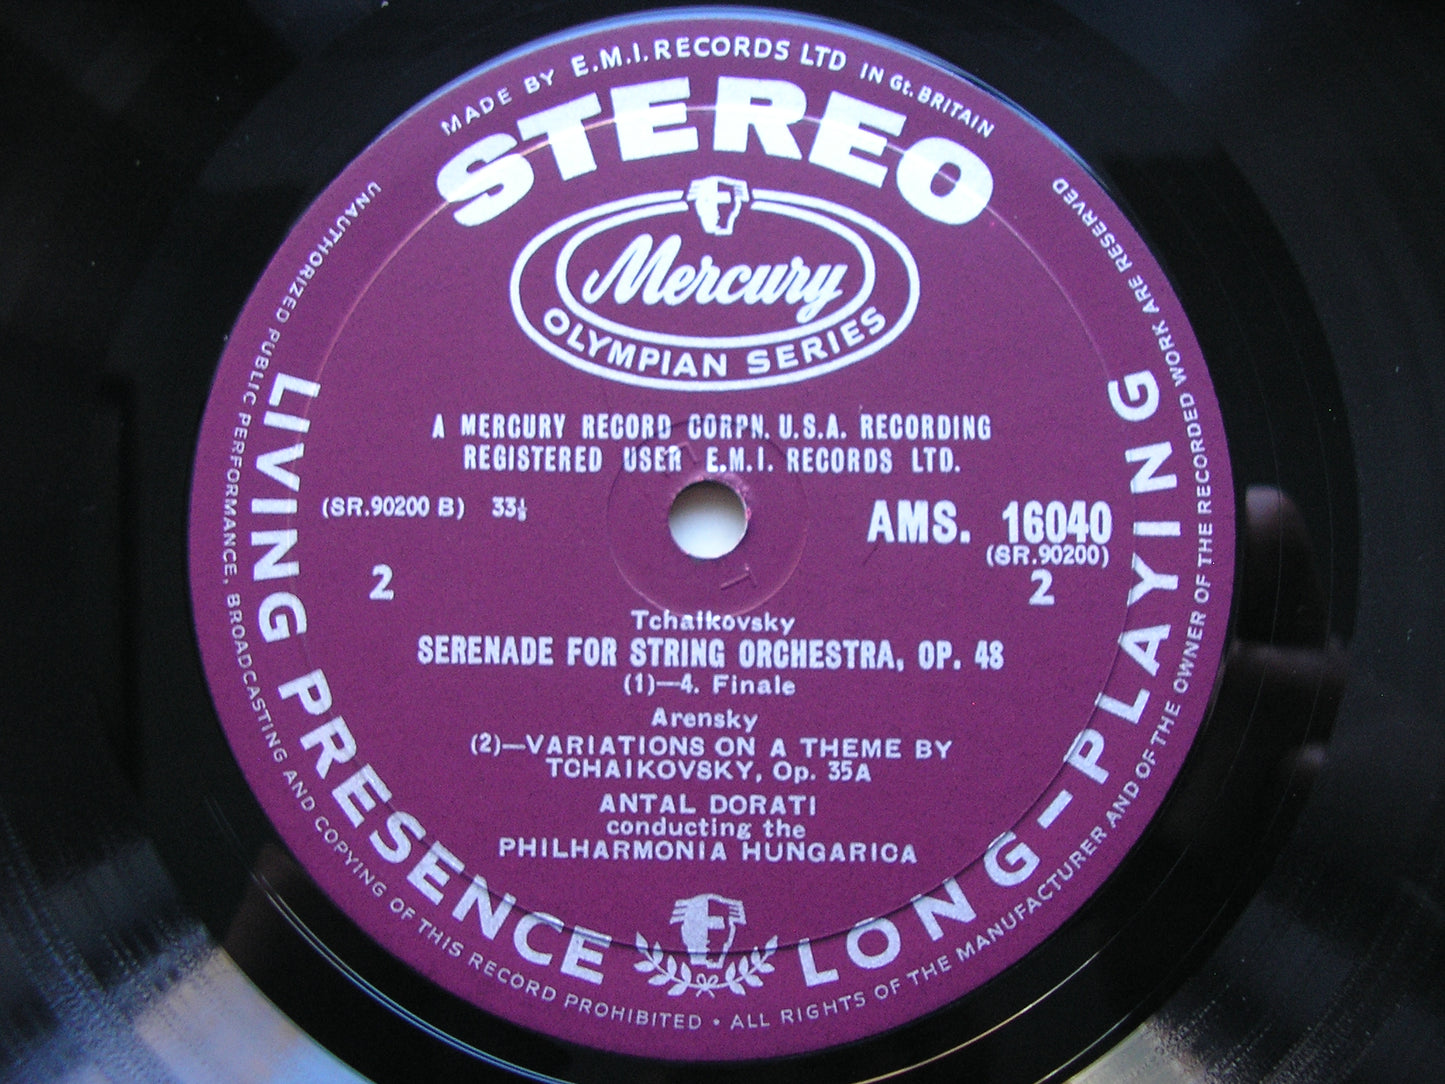 MADE BY E.M.I. RECORDS LTD IN Gt. BRITAIN
STEREO
Mercury
OLYMPIAN SERIES
A MERCURY RECORD CORPN. U.S.A. RECORDING
REGISTERED USER E.M.I. RECORDS LTD.
(SR.90200 B) 33⅓
AMS. 16040
(SR.90200)
2
2
Tchaikovsky
SERENADE FOR STRING ORCHESTRA, OP. 48
(1)—4. Finale
Arensky
(2)—VARIATIONS ON A THEME BY
TCHAIKOVSKY, Op. 35A
ANTAL DORATI
conducting the
PHILHARMONIA HUNGARICA
LIVING PRESENCE
LONG-PLAYING
UNAUTHORIZED PUBLIC PERFORMANCE, BROADCASTING AND COPYING OF THIS RECORD PROHIBITED • ALL RIGHTS OF THE MANUFACTURER AND OF THE OWNER OF THE RECORDED WORK ARE RESERVED